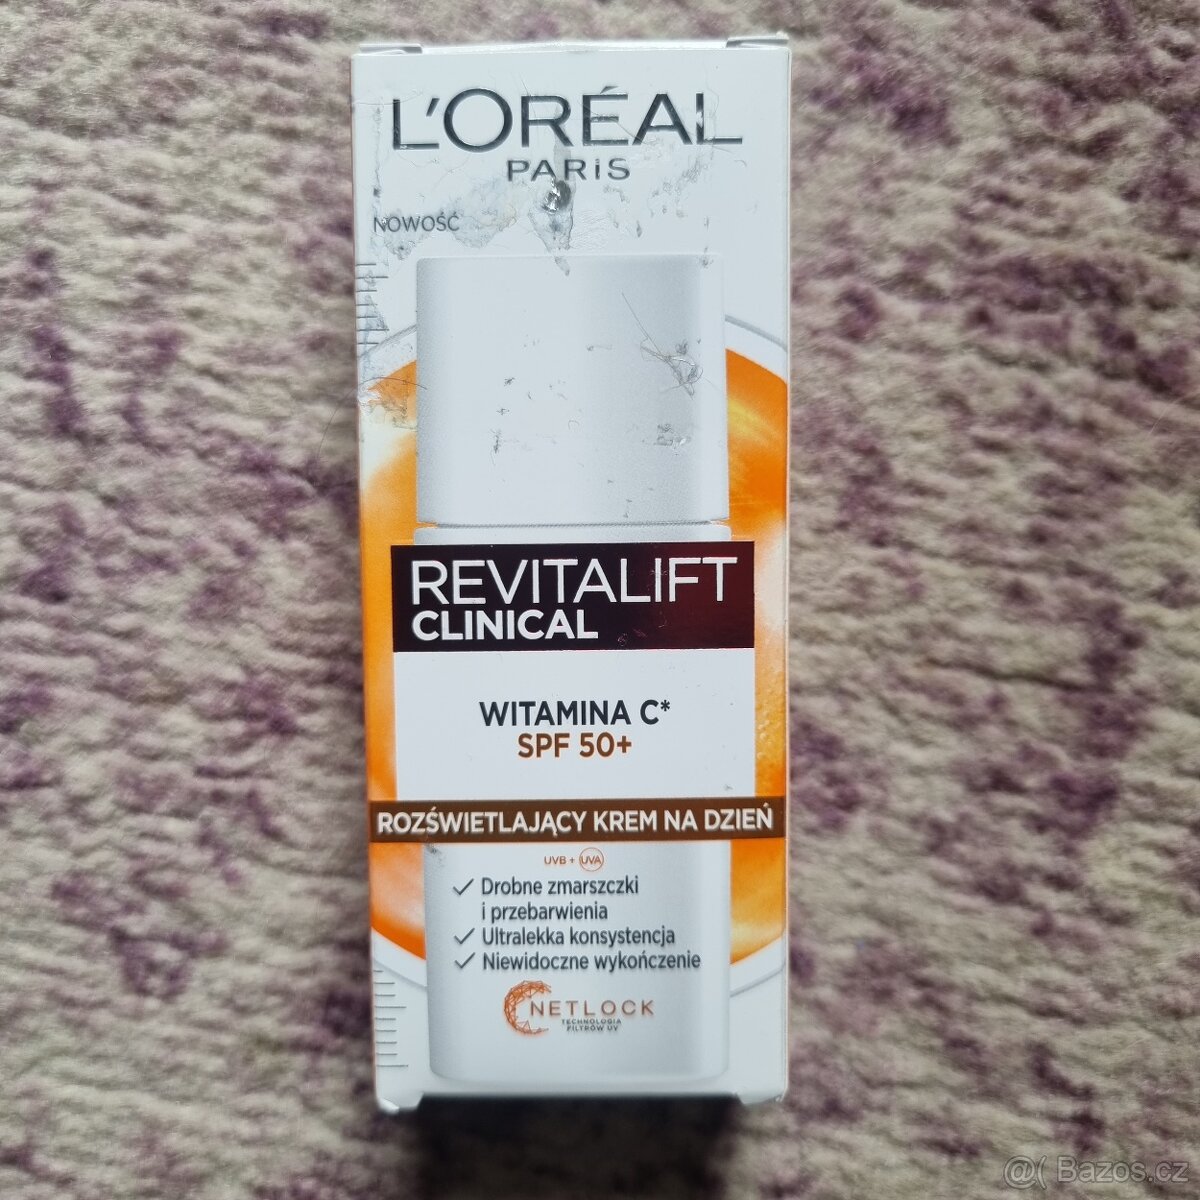 L'ORÉAL
PARIS
NOWOŚĆ
REVITALIFT
CLINICAL
WITAMINA C*
SPF 50+
ROZŚWIETLAJĄCY KREM NA DZIEŃ
UVB + UVA
Drobne zmarszczki
i przebarwienia
Ultralekka konsystencja
Niewidoczne wykończenie
NETLOCK
TECHNOLOGIA
FILTRÓW UV
@( Bazos.cz